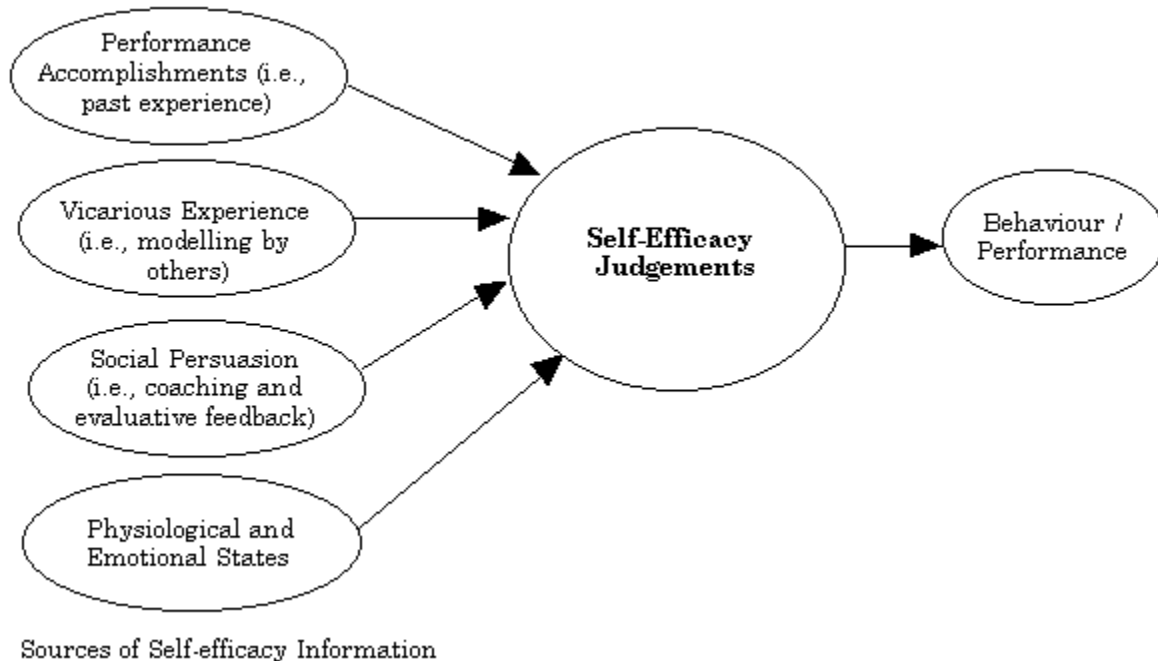 Performance
Accomplishments (i.e.,
past experience)
Vicarious Experience
(i.e., modelling by
others)
Social Persuasion
(i.e., coaching and
evaluative feedback)
Physiological and
Emotional States
Self-Efficacy
Judgements
Behaviour /
Performance
Sources of Self-efficacy Information